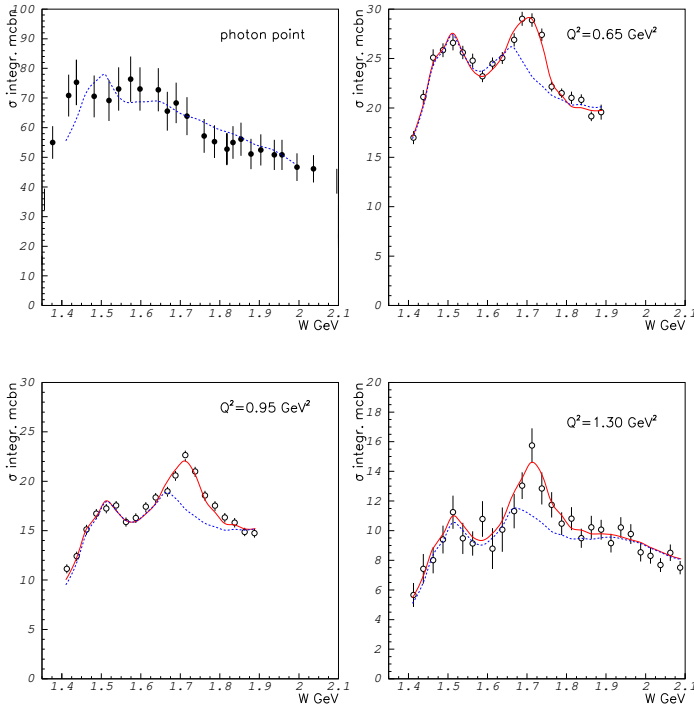 σ integr. mcbn
100
90
80
70
60
50
40
30
20
10
0
photon point
1.4 1.5 1.6 1.7 1.8 1.9 2 2.1
W GeV
σ integr. mcbn
30
25
20
15
10
5
0
Q²=0.65 GeV²
1.4 1.5 1.6 1.7 1.8 1.9 2 2.1
W GeV
σ integr. mcbn
30
25
20
15
10
5
0
Q²=0.95 GeV²
1.4 1.5 1.6 1.7 1.8 1.9 2 2.1
W GeV
σ integr. mcbn
20
18
16
14
12
10
8
6
4
2
0
Q²=1.30 GeV²
1.4 1.5 1.6 1.7 1.8 1.9 2 2.1
W GeV